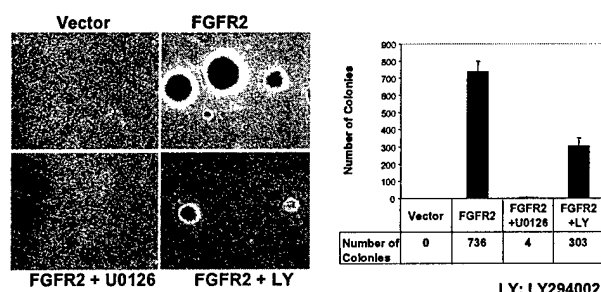 Vector FGFR2
FGFR2 + U0126 FGFR2 + LY
Number of Colonies
900
800
700
600
500
400
300
200
100
0
Vector FGFR2 FGFR2 +U0126 FGFR2 +LY
Number of Colonies 0 736 4 303
LY: LY294002